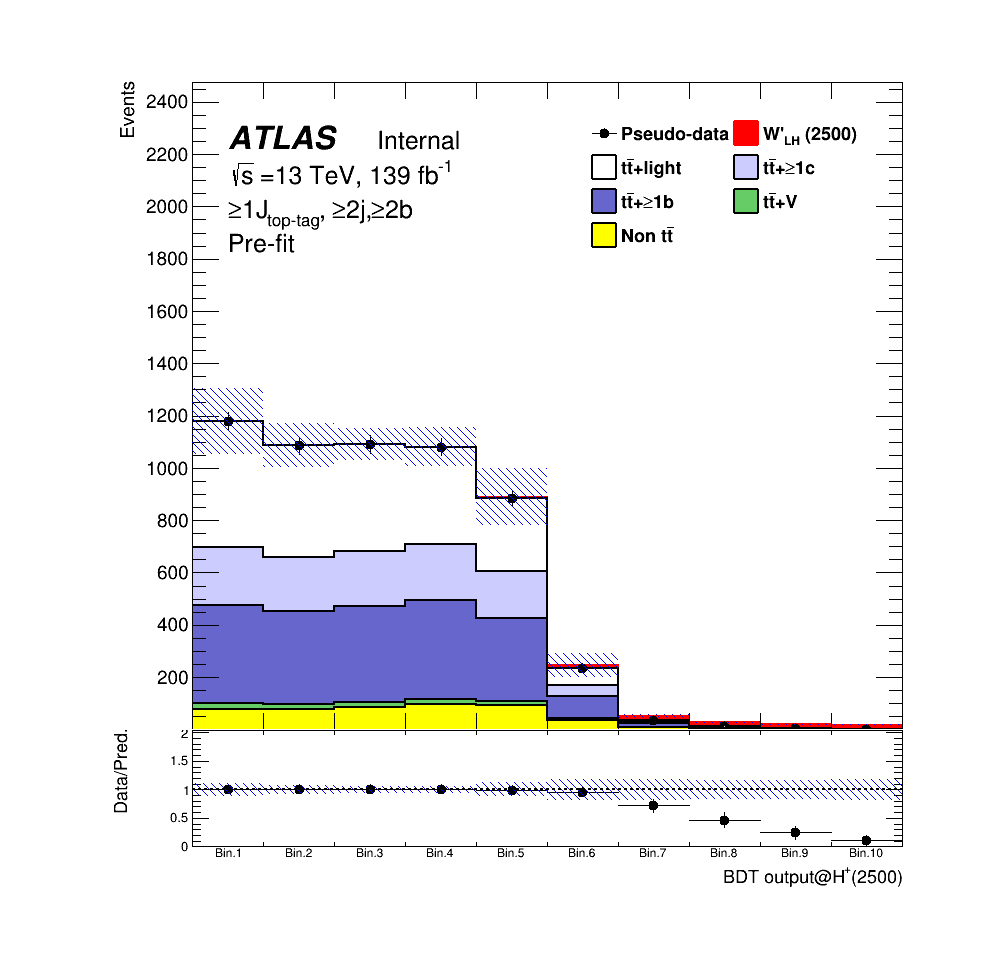 Events
2400
2200
2000
1800
1600
1400
1200
1000
800
600
400
200
ATLAS Internal
√s =13 TeV, 139 fb⁻¹
≥1J_top-tag, ≥2j,≥2b
Pre-fit
Pseudo-data W'_LH (2500)
tt̄+light tt̄+≥1c
tt̄+≥1b tt̄+V
Non tt̄
Data/Pred.
2
1.5
1
0.5
0
Bin.1 Bin.2 Bin.3 Bin.4 Bin.5 Bin.6 Bin.7 Bin.8 Bin.9 Bin.10
BDT output@H⁺(2500)